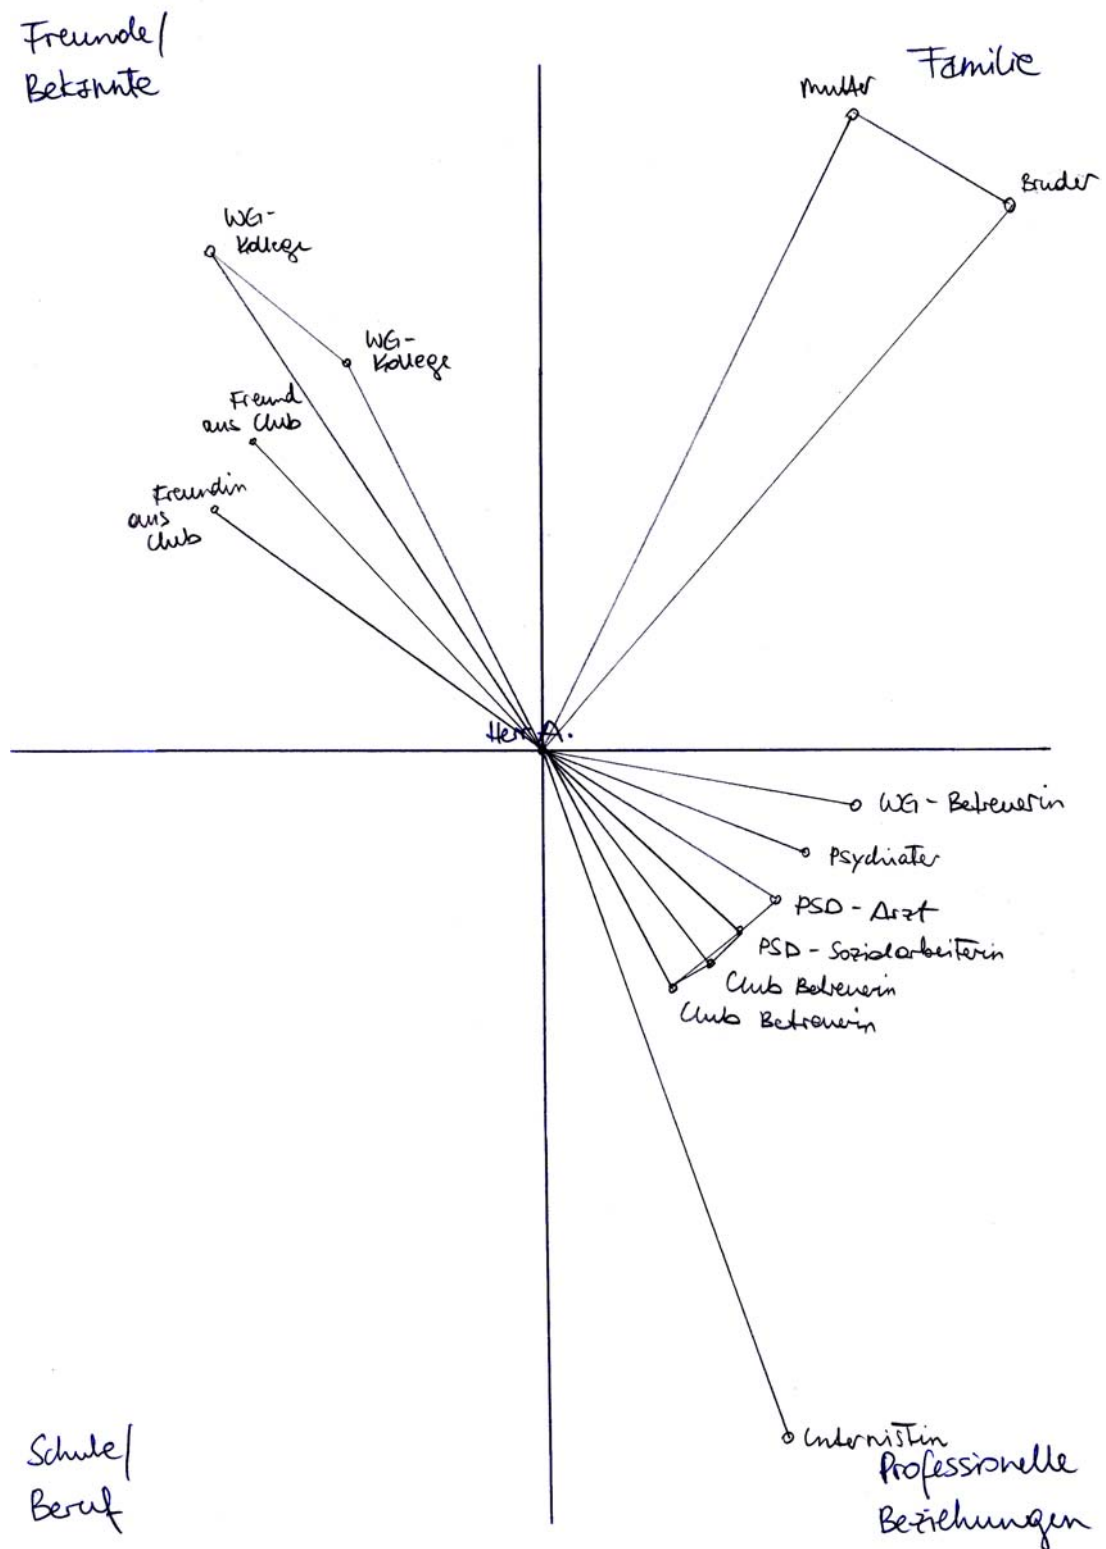 Freunde/
Bekannte
Familie
Mutter
Bruder
WG-
Kollege
WG-
Kollege
Freund
aus Club
Freundin
aus
Club
Herr A.
WG - Betreuerin
Psychiater
PSD - Arzt
PSD - Sozialarbeiterin
Club Betreuerin
Club Betreuerin
Internistin
Schule/
Beruf
Professionelle
Beziehungen